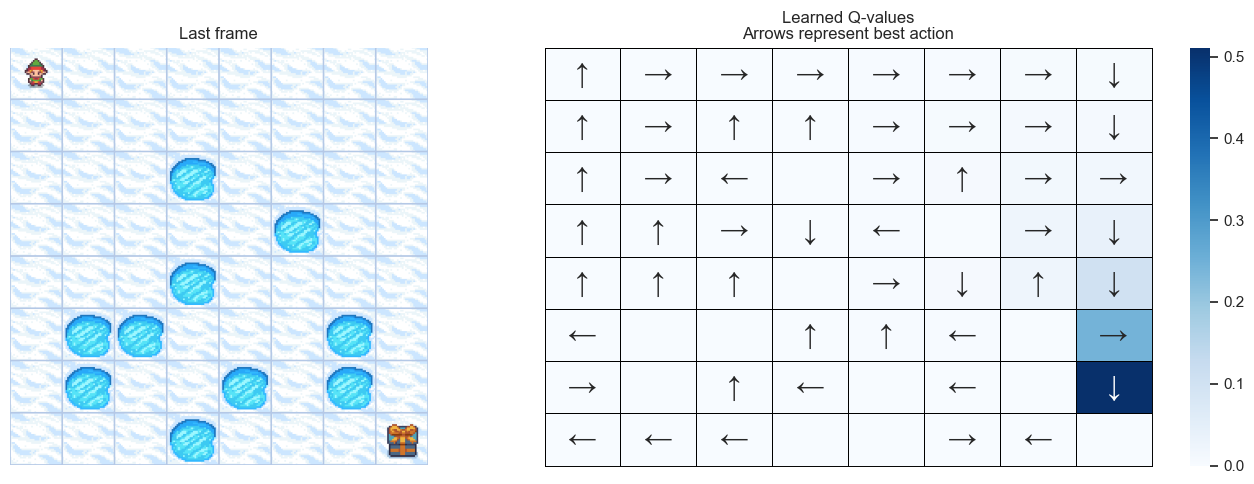 Last frame
Learned Q-values
Arrows represent best action
↑ → → → → → → ↓
↑ → ↑ ↑ → → → ↓
↑ → ← → ↑ → →
↑ ↑ → ↓ ← → ↓
↑ ↑ ↑ → ↓ ↑ ↓
← ↑ ↑ ← →
→ ↑ ← ← ↓
← ← ← → ←
0.5
0.4
0.3
0.2
0.1
0.0